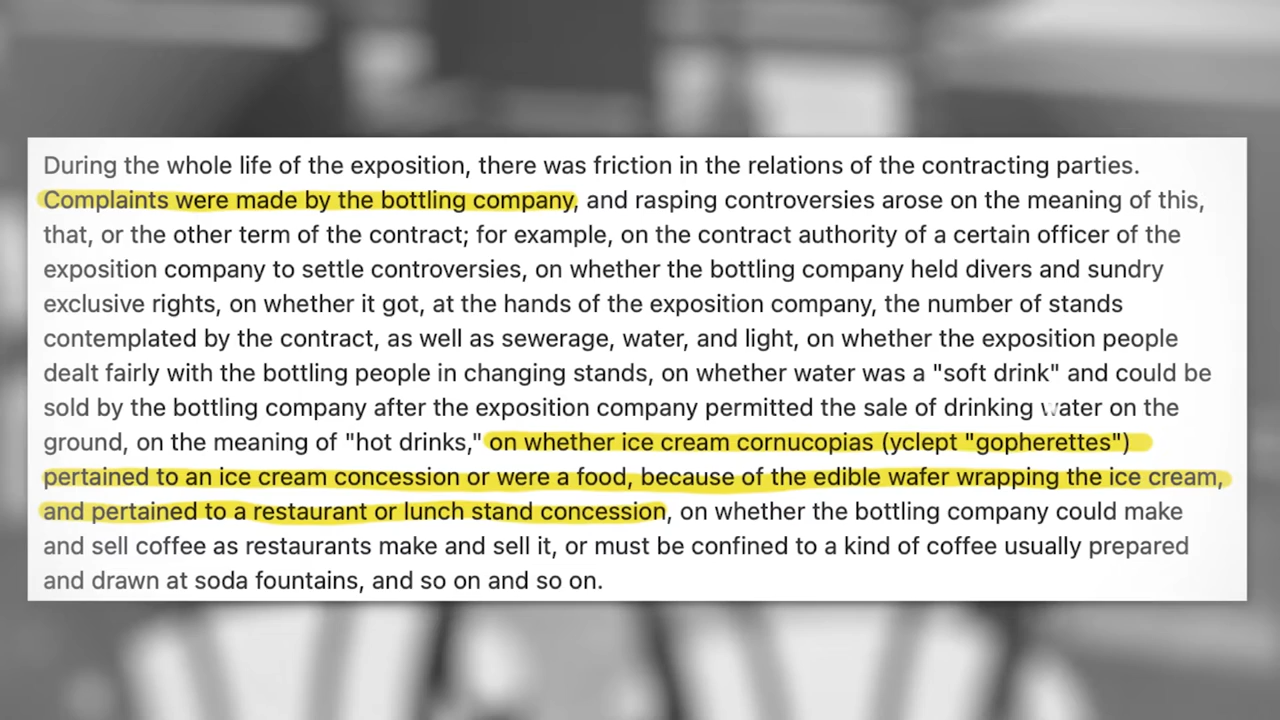 During the whole life of the exposition, there was friction in the relations of the contracting parties.
Complaints were made by the bottling company, and rasping controversies arose on the meaning of this,
that, or the other term of the contract; for example, on the contract authority of a certain officer of the
exposition company to settle controversies, on whether the bottling company held divers and sundry
exclusive rights, on whether it got, at the hands of the exposition company, the number of stands
contemplated by the contract, as well as sewerage, water, and light, on whether the exposition people
dealt fairly with the bottling people in changing stands, on whether water was a "soft drink" and could be
sold by the bottling company after the exposition company permitted the sale of drinking water on the
ground, on the meaning of "hot drinks," on whether ice cream cornucopias (yclept "gopherettes")
pertained to an ice cream concession or were a food, because of the edible wafer wrapping the ice cream,
and pertained to a restaurant or lunch stand concession, on whether the bottling company could make
and sell coffee as restaurants make and sell it, or must be confined to a kind of coffee usually prepared
and drawn at soda fountains, and so on and so on.